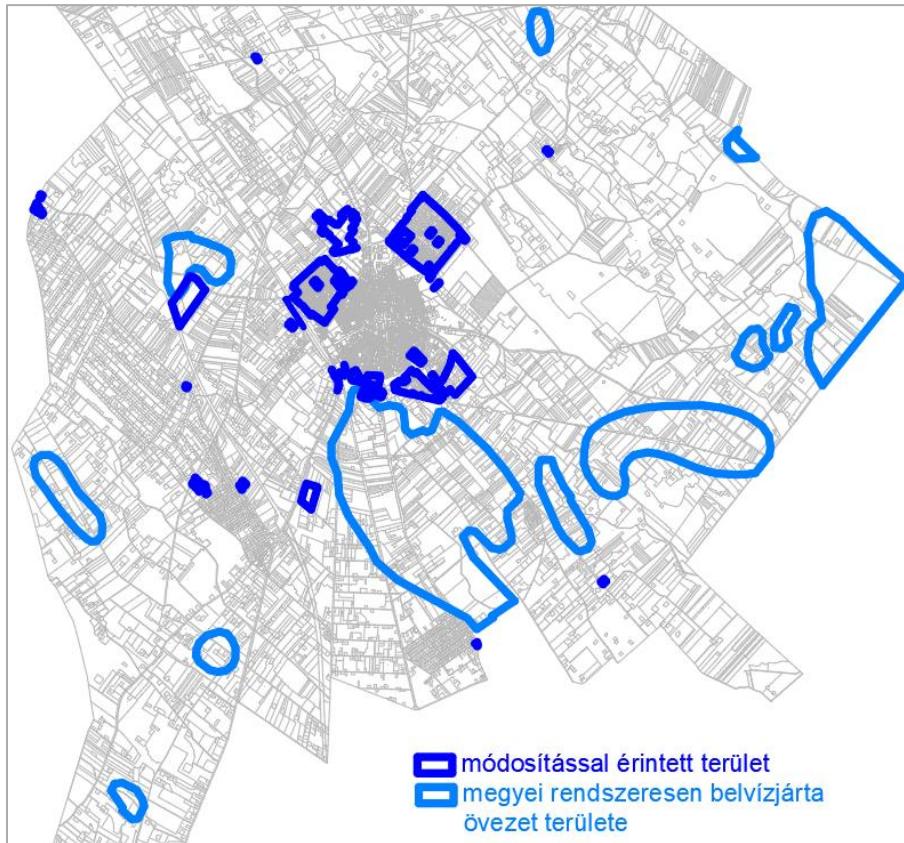 módosítással érintett terület
megyei rendszeresen belvízjárta
övezet területe